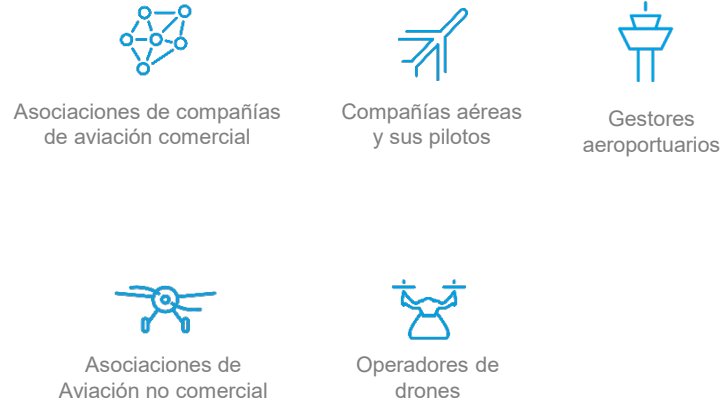 Asociaciones de compañías
de aviación comercial
Compañías aéreas
y sus pilotos
Gestores
aeroportuarios
Asociaciones de
Aviación no comercial
Operadores de
drones